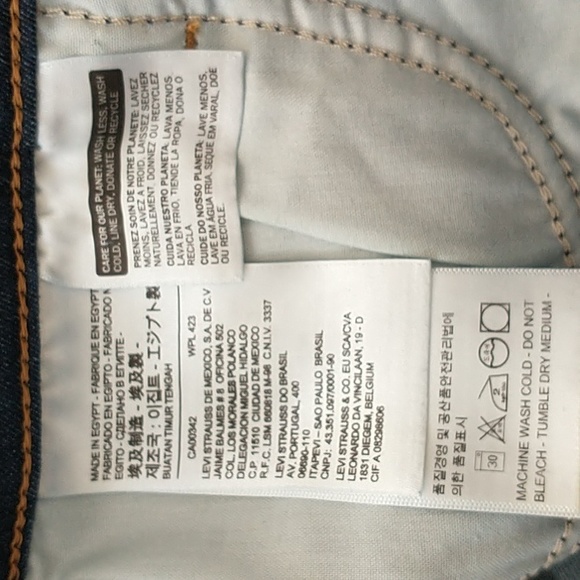 CARE FOR OUR PLANET: WASH LESS, WASH
COLD, LINE DRY, DONATE OR RECYCLE.
PRENEZ SOIN DE NOTRE PLANETE: LAVEZ
MOINS, LAVEZ A FROID, LAISSEZ SECHER
NATURELLEMENT, DONNEZ OU RECYCLEZ
CUIDA NUESTRO PLANETA, LAVA MENOS
LAVA EN FRIO, TIENDE LA ROPA, DONA O
RECICLA
CUIDE DO NOSSO PLANETA: LAVE MENOS,
LAVE EM ÁGUA FRIA, SEQUE EM VARAL, DOE
OU RECICLE.
MADE IN EGYPT - FABRIQUE EN EGYPT
FABRICADO EN EGIPTO - FABRICADO N
EGITO - СДЕЛАНО В ЕГИПТЕ -
埃及制造 - 埃及製 -
제조국 : 이집트 - エジプト製
BUATAN TIMUR TENGAH
CA00342 WPL 423
LEVI STRAUSS DE MEXICO, S.A. DE C.V
JAIME BALMES # 8 OFICINA 502
COL. LOS MORALES POLANCO
DELEGACION MIGUEL HIDALGO
C.P. 11510 CIUDAD DE MEXICO
R.F.C. LSM 660818 M-96 C.N.I.V. 3337
LEVI STRAUSS DO BRASIL
AV. PORTUGAL, 400
06690-110
ITAPEVI – SAO PAULO BRASIL
CNPJ: 43.351.097/0001-90
LEVI STRAUSS & CO, EU SCA/CVA
LEONARDO DA VINCILAAN, 19 - D
1831 DIEGEM, BELGIUM
CIF A 08298606
품질경영 및 공산품안전관리법에
의한 품질표시
30
MACHINE WASH COLD - DO NOT
BLEACH - TUMBLE DRY MEDIUM -